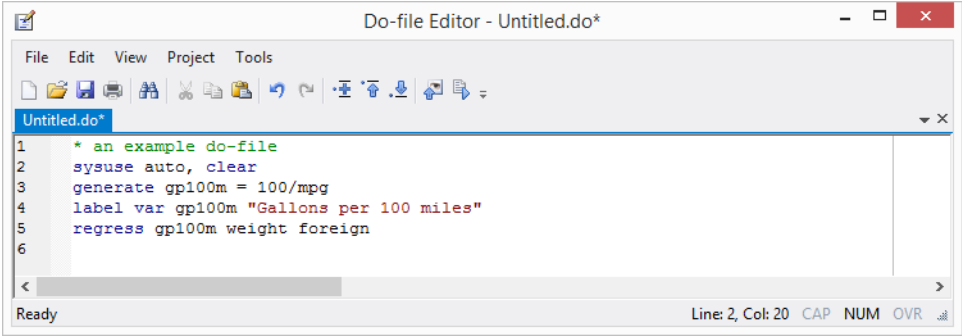 Do-file Editor - Untitled.do*
File Edit View Project Tools
Untitled.do*
1 * an example do-file
2 sysuse auto, clear
3 generate gp100m = 100/mpg
4 label var gp100m "Gallons per 100 miles"
5 regress gp100m weight foreign
6
Ready Line: 2, Col: 20 CAP NUM OVR